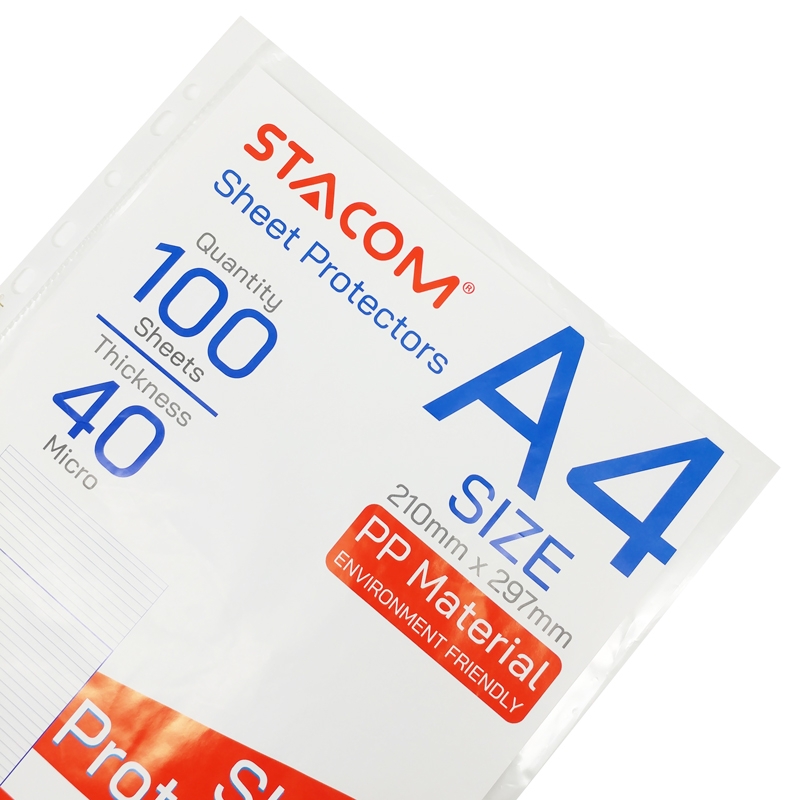 STACOM®
Sheet Protectors
Quantity
100
Sheets
Thickness
40
Micro
A4
SIZE
210mm x 297mm
PP Material
ENVIRONMENT FRIENDLY